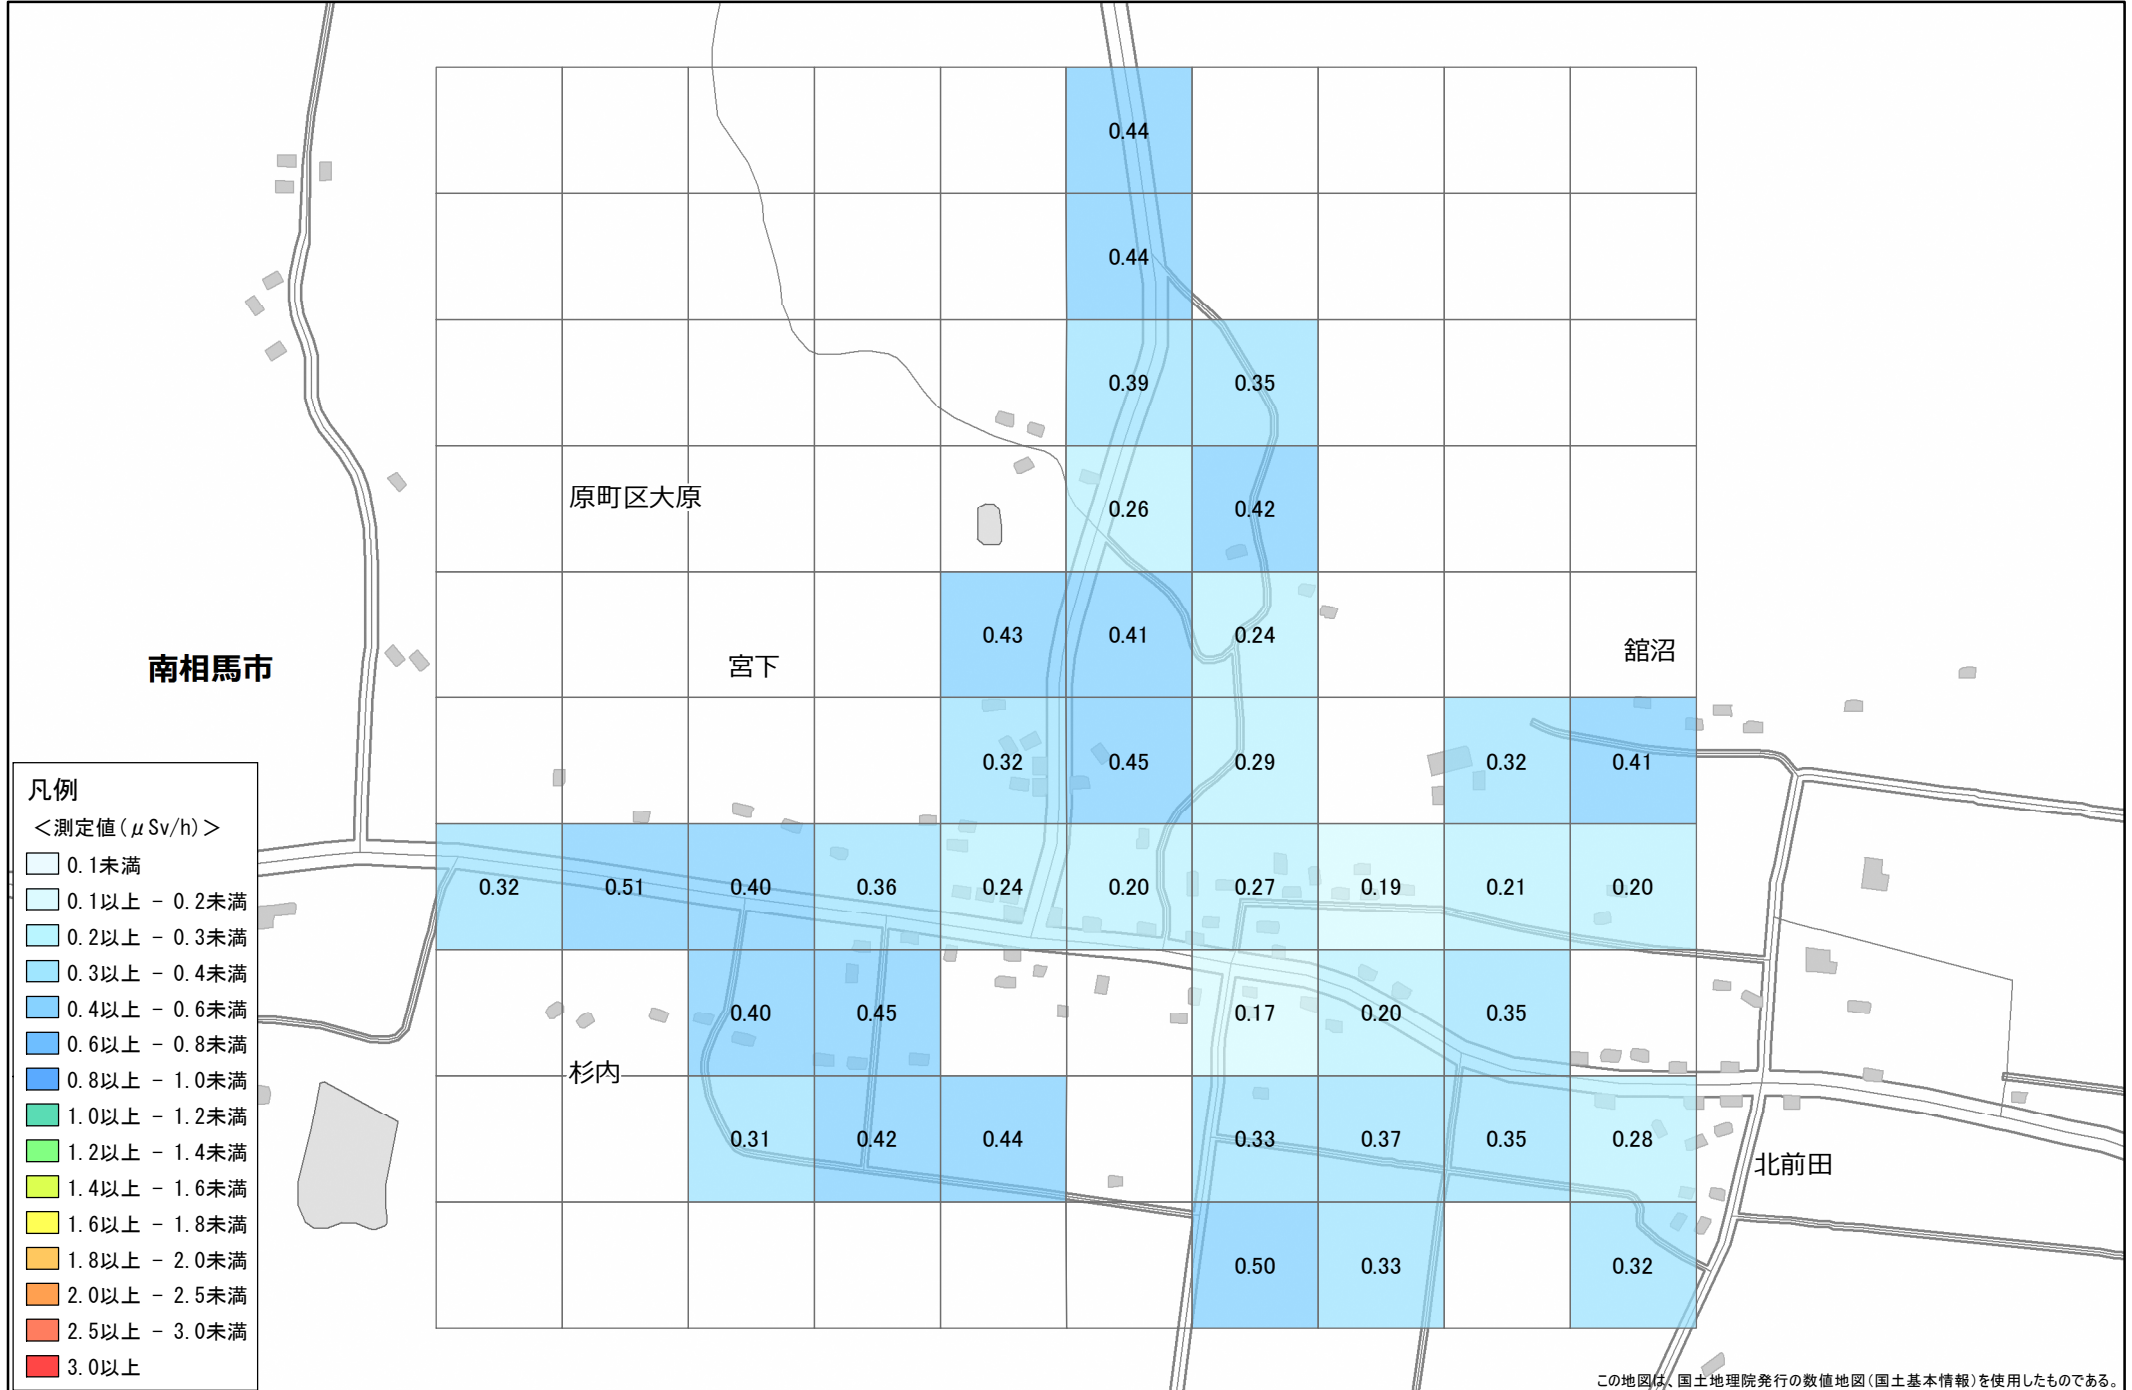 0.44
0.44
0.39 0.35
原町区大原
0.26 0.42
0.43 0.41 0.24
南相馬市
宮下
舘沼
0.32 0.45 0.29 0.32 0.41
0.32 0.51 0.40 0.36 0.24 0.20 0.27 0.19 0.21 0.20
0.40 0.45 0.17 0.20 0.35
杉内
0.31 0.42 0.44 0.33 0.37 0.35 0.28
北前田
0.50 0.33 0.32
凡例
＜測定値(μSv/h)＞
0.1未満
0.1以上 － 0.2未満
0.2以上 － 0.3未満
0.3以上 － 0.4未満
0.4以上 － 0.6未満
0.6以上 － 0.8未満
0.8以上 － 1.0未満
1.0以上 － 1.2未満
1.2以上 － 1.4未満
1.4以上 － 1.6未満
1.6以上 － 1.8未満
1.8以上 － 2.0未満
2.0以上 － 2.5未満
2.5以上 － 3.0未満
3.0以上
この地図は、国土地理院発行の数値地図(国土基本情報)を使用したものである。